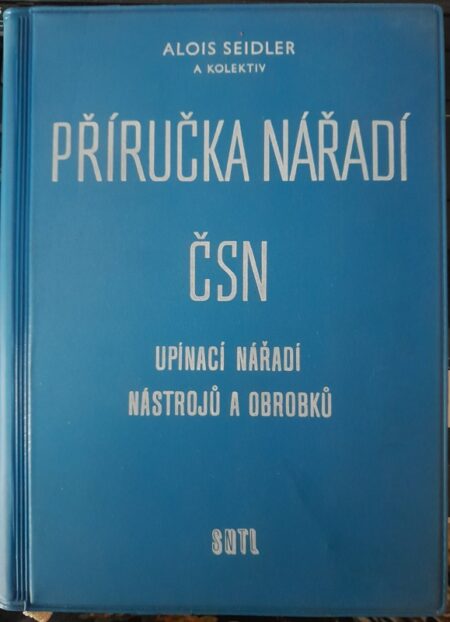 ALOIS SEIDLER
A KOLEKTIV
PŘÍRUČKA NÁŘADÍ
ČSN
UPÍNACÍ NÁŘADÍ
NÁSTROJŮ A OBROBKŮ
SNTL